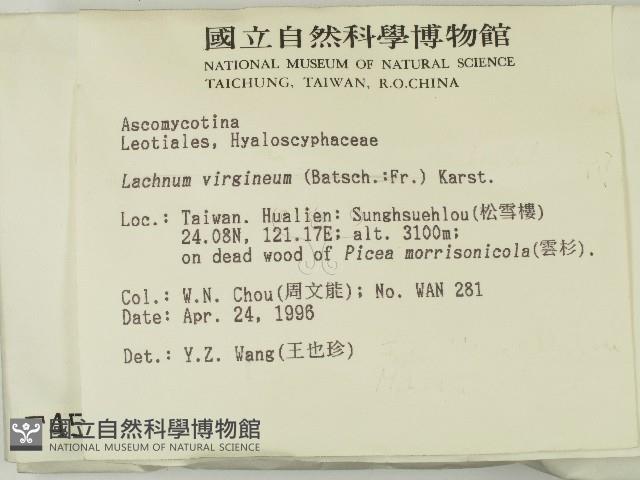 國立自然科學博物館
NATIONAL MUSEUM OF NATURAL SCIENCE
TAICHUNG, TAIWAN, R.O.CHINA
Ascomycotina
Leotiales, Hyaloscyphaceae
Lachnum virgineum (Batsch.:Fr.) Karst.
Loc.: Taiwan. Hualien: Sunghsuehlou(松雪樓)
24.08N, 121.17E; alt. 3100m;
on dead wood of Picea morrisonicola(雲杉).
Col.: W.N. Chou(周文能); No. WAN 281
Date: Apr. 24, 1996
Det.: Y.Z. Wang(王也珍)
國立自然科學博物館
NATIONAL MUSEUM OF NATURAL SCIENCE